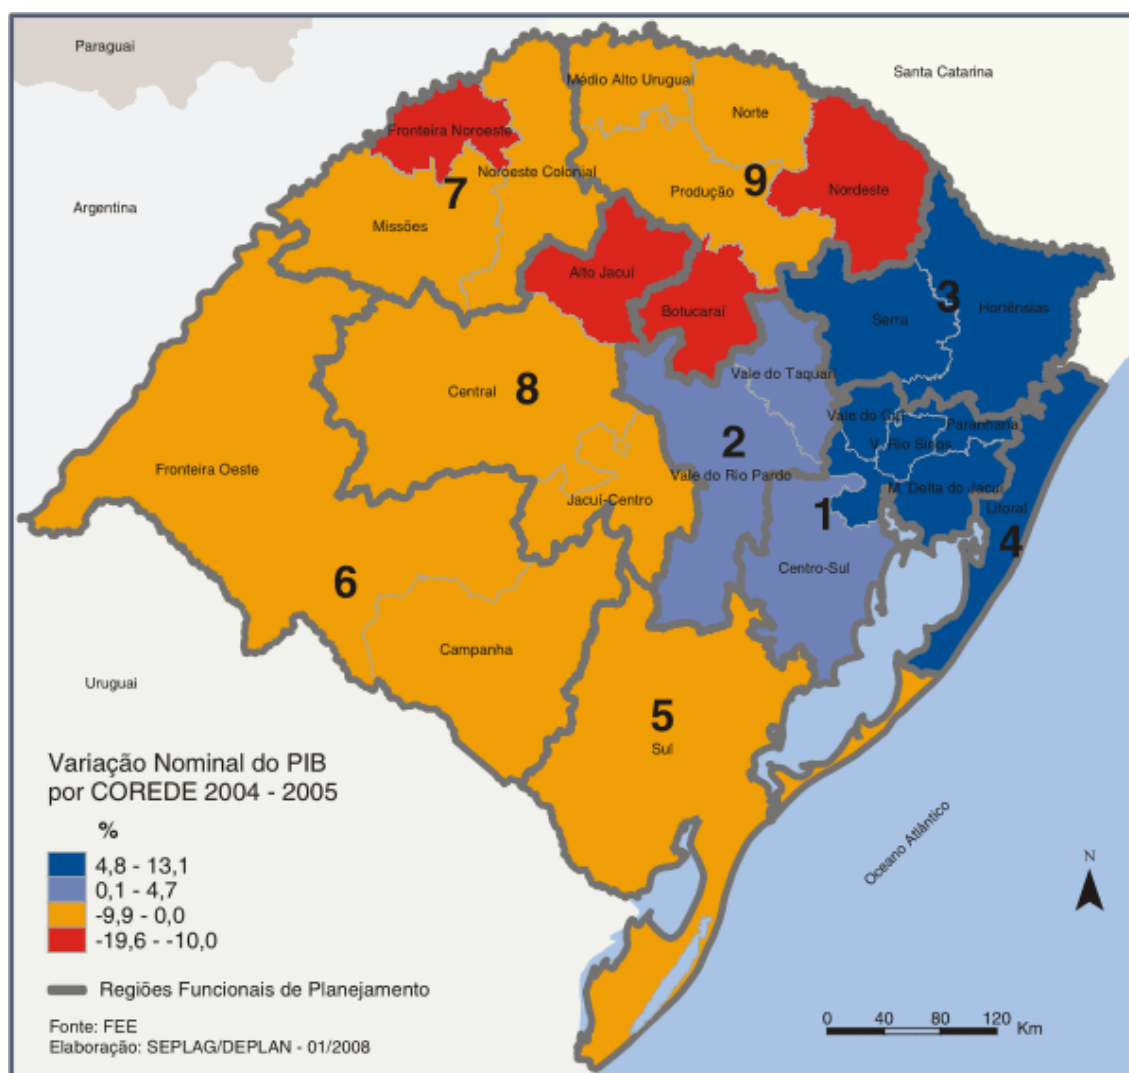 Paraguai
Santa Catarina
Médio Alto Uruguai
Norte
Fronteira Noroeste
Noroeste Colonial
9
Produção
Nordeste
7
Argentina
Missões
Alto Jacuí
3
Botucaraí
Serra
Hortênsias
Vale do Taquari
Central
8
Vale do Caí
Paranhana
2
V. Rio Sinos
Fronteira Oeste
Vale do Rio Pardo
M. Delta do Jacuí
Jacuí-Centro
1
Litoral
4
Centro-Sul
6
Campanha
Uruguai
5
Sul
Variação Nominal do PIB
por COREDE 2004 - 2005
%
4,8 - 13,1
0,1 - 4,7
-9,9 - 0,0
-19,6 - -10,0
Regiões Funcionais de Planejamento
Fonte: FEE
Elaboração: SEPLAG/DEPLAN - 01/2008
Oceano Atlântico
N
0 40 80 120 Km